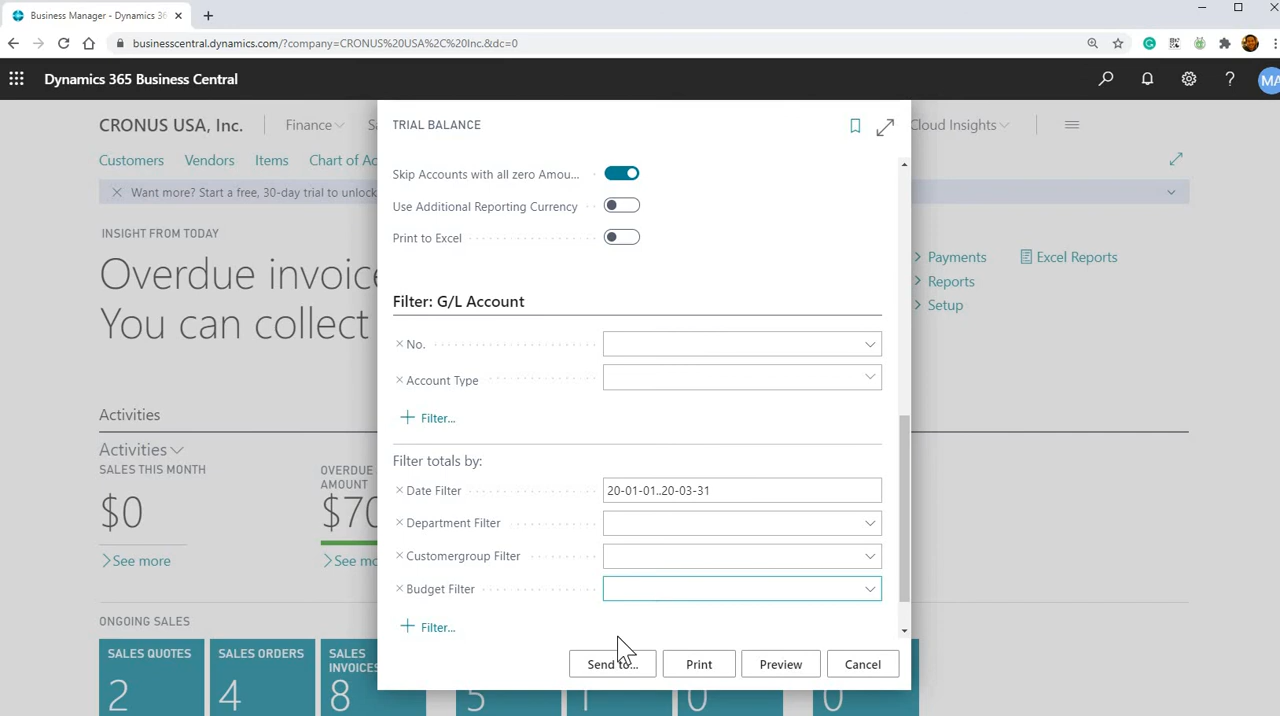 Business Manager - Dynamics 36
businesscentral.dynamics.com/?company=CRONUS%20USA%2C%20Inc.&dc=0
Dynamics 365 Business Central
MA
CRONUS USA, Inc.
Finance
Sa
Cloud Insights
Customers
Vendors
Items
Chart of Ac
Want more? Start a free, 30-day trial to unlock
INSIGHT FROM TODAY
Overdue invoice
You can collect
Payments
Reports
Setup
Excel Reports
Activities
Activities
SALES THIS MONTH
$0
See more
OVERDUE
AMOUNT
$70
See mo
ONGOING SALES
SALES QUOTES
2
SALES ORDERS
4
SALES
INVOICES
8
5
1
0
0
TRIAL BALANCE
Skip Accounts with all zero Amou...
Use Additional Reporting Currency
Print to Excel
Filter: G/L Account
No.
Account Type
Filter...
Filter totals by:
Date Filter
20-01-01..20-03-31
Department Filter
Customergroup Filter
Budget Filter
Filter...
Send to...
Print
Preview
Cancel